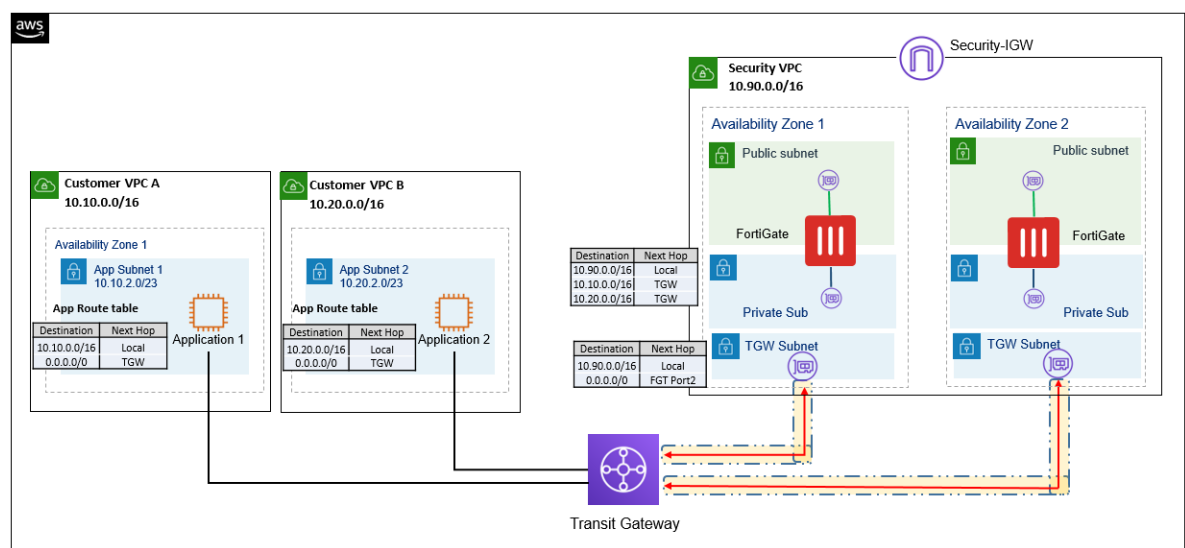 aws
Security-IGW
Security VPC
10.90.0.0/16
Availability Zone 1
Availability Zone 2
Public subnet
Public subnet
FortiGate
FortiGate
Private Sub
Private Sub
TGW Subnet
TGW Subnet
Customer VPC A
10.10.0.0/16
Availability Zone 1
App Subnet 1
10.10.2.0/23
App Route table
Application 1
Destination Next Hop
10.10.0.0/16 Local
0.0.0.0/0 TGW
Customer VPC B
10.20.0.0/16
App Subnet 2
10.20.2.0/23
App Route table
Application 2
Destination Next Hop
10.20.0.0/16 Local
0.0.0.0/0 TGW
Destination Next Hop
10.90.0.0/16 Local
10.10.0.0/16 TGW
10.20.0.0/16 TGW
Destination Next Hop
10.90.0.0/16 Local
0.0.0.0/0 FGT Port2
Transit Gateway